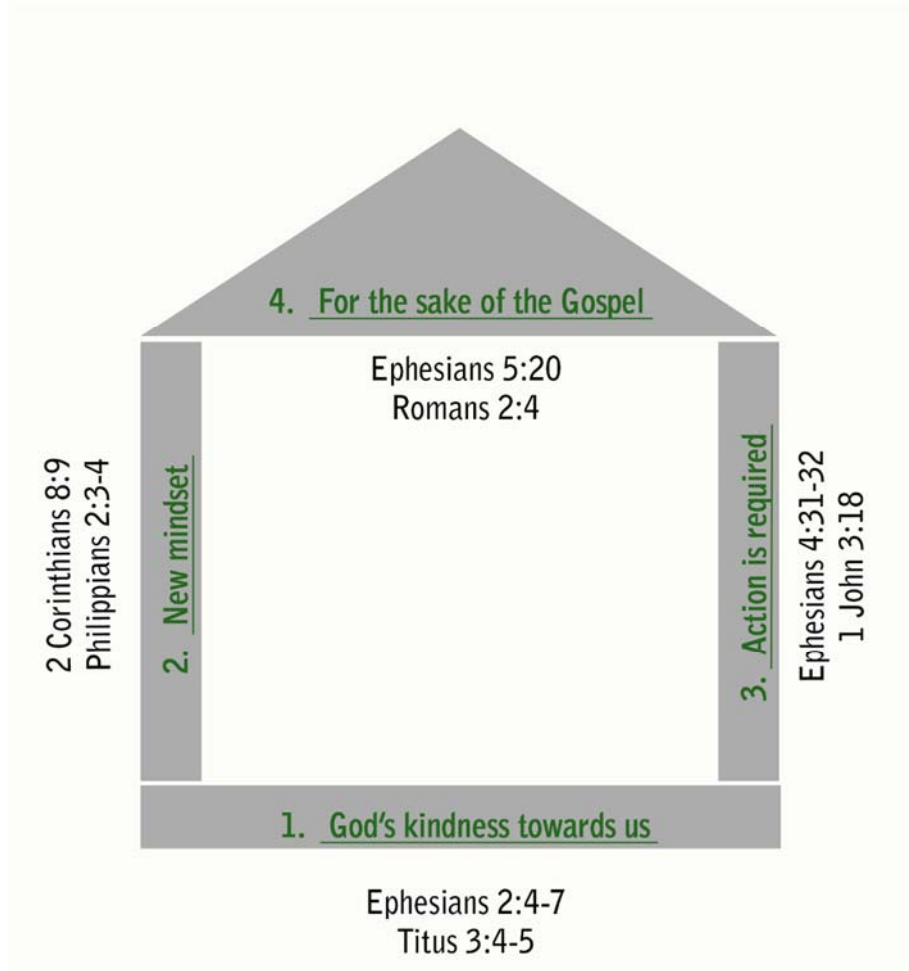 4. For the sake of the Gospel
Ephesians 5:20
Romans 2:4
2 Corinthians 8:9
Philippians 2:3-4
2. New mindset
3. Action is required
Ephesians 4:31-32
1 John 3:18
1. God's kindness towards us
Ephesians 2:4-7
Titus 3:4-5